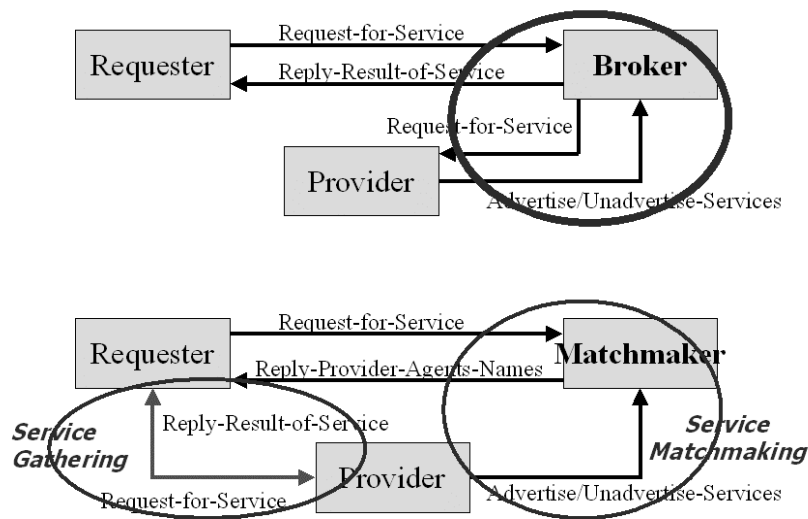 Request-for-Service
Requester
Broker
Reply-Result-of-Service
Request-for-Service
Provider
Advertise/Unadvertise-Services
Request-for-Service
Requester
Matchmaker
Reply-Provider-Agents-Names
Reply-Result-of-Service
Service
Gathering
Service
Matchmaking
Provider
Request-for-Service
Advertise/Unadvertise-Services